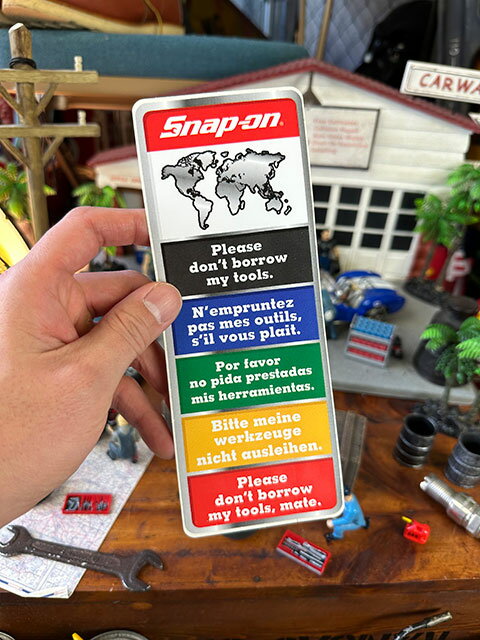 CARWA
Snap-on
Please
don't borrow
my tools.
N'empruntez
pas mes outils,
s'il vous plait.
Por favor
no pida prestadas
mis herramientas.
Bitte meine
werkzeuge
nicht ausleihen.
Please
don't borrow
my tools, mate.